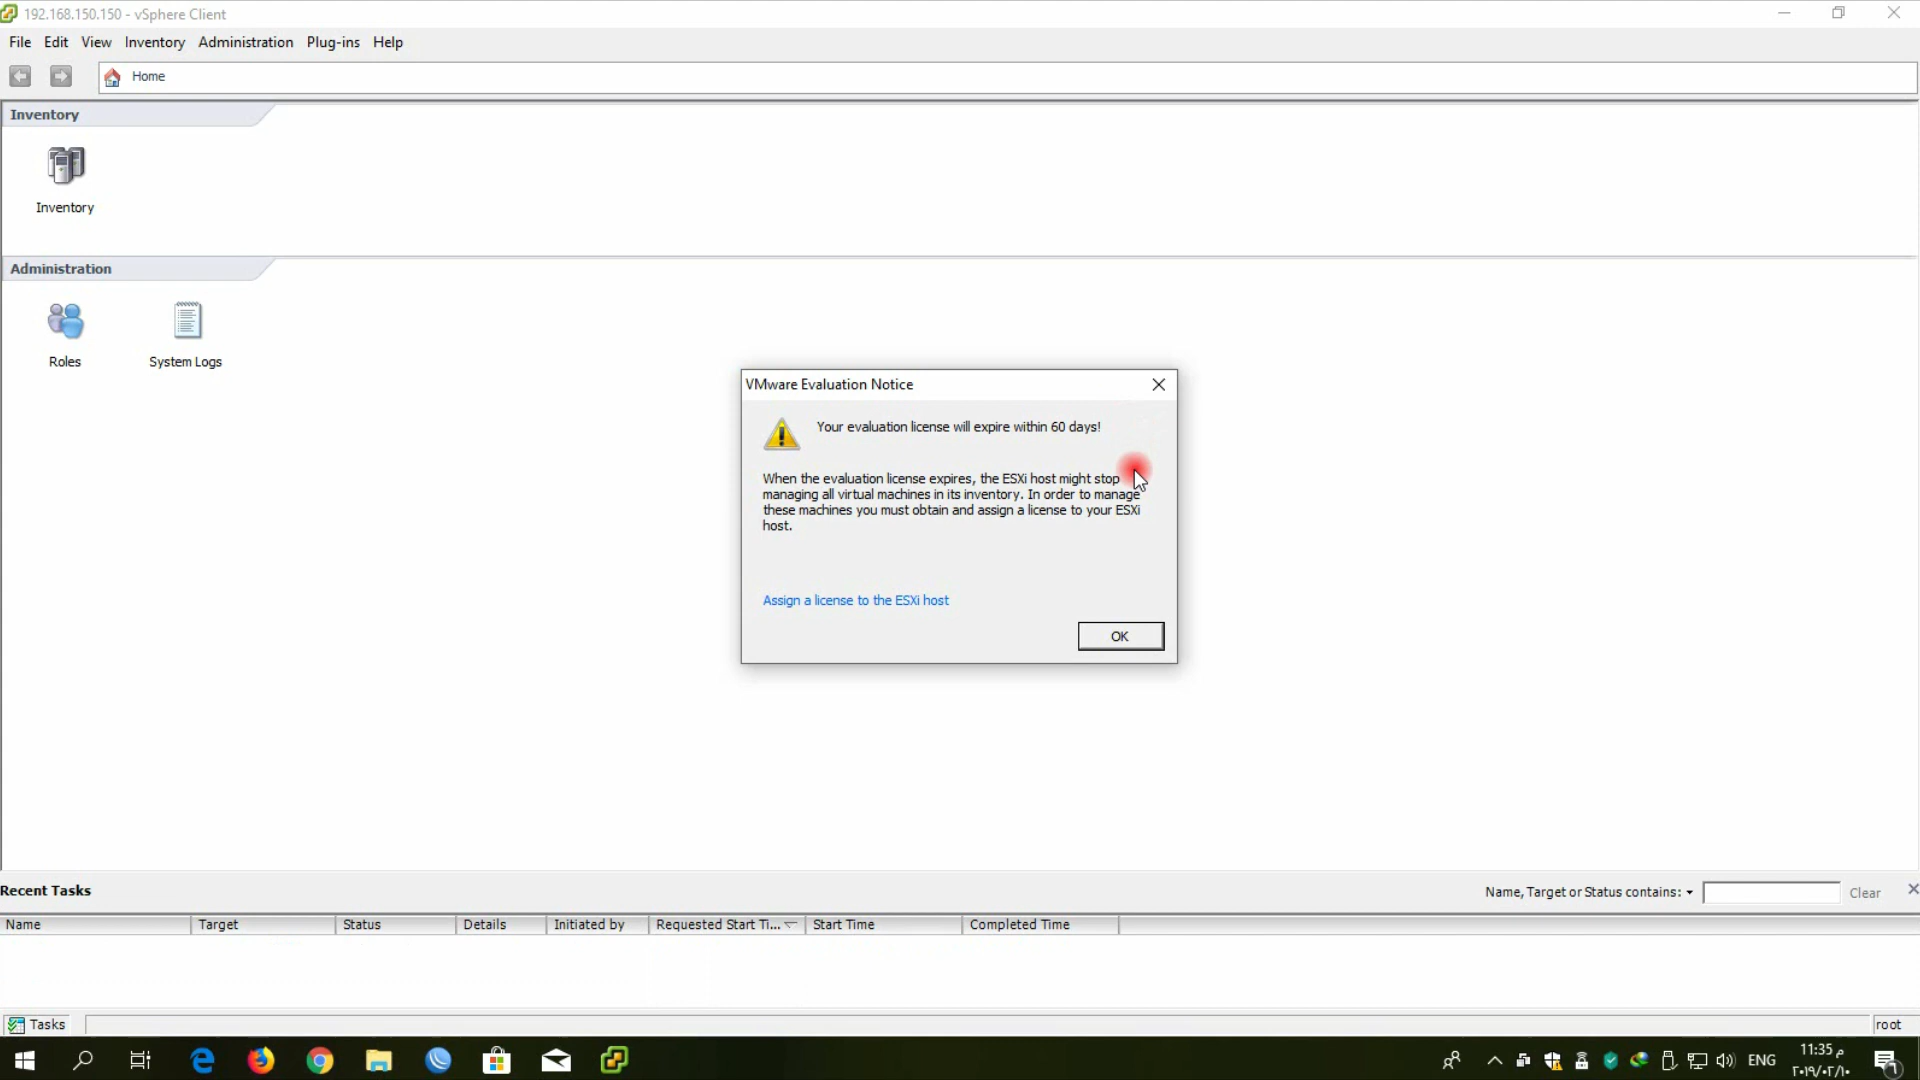 192.168.150.150 - vSphere Client
File Edit View Inventory Administration Plug-ins Help
Home
Inventory
Inventory
Administration
Roles
System Logs
VMware Evaluation Notice
Your evaluation license will expire within 60 days!
When the evaluation license expires, the ESXi host might stop
managing all virtual machines in its inventory. In order to manage
these machines you must obtain and assign a license to your ESXi
host.
Assign a license to the ESXi host
OK
Recent Tasks
Name, Target or Status contains:
Clear
Name Target Status Details Initiated by Requested Start Ti... Start Time Completed Time
Tasks
root
ENG
11:35 م
٢٠١٩/٠٢/١٠